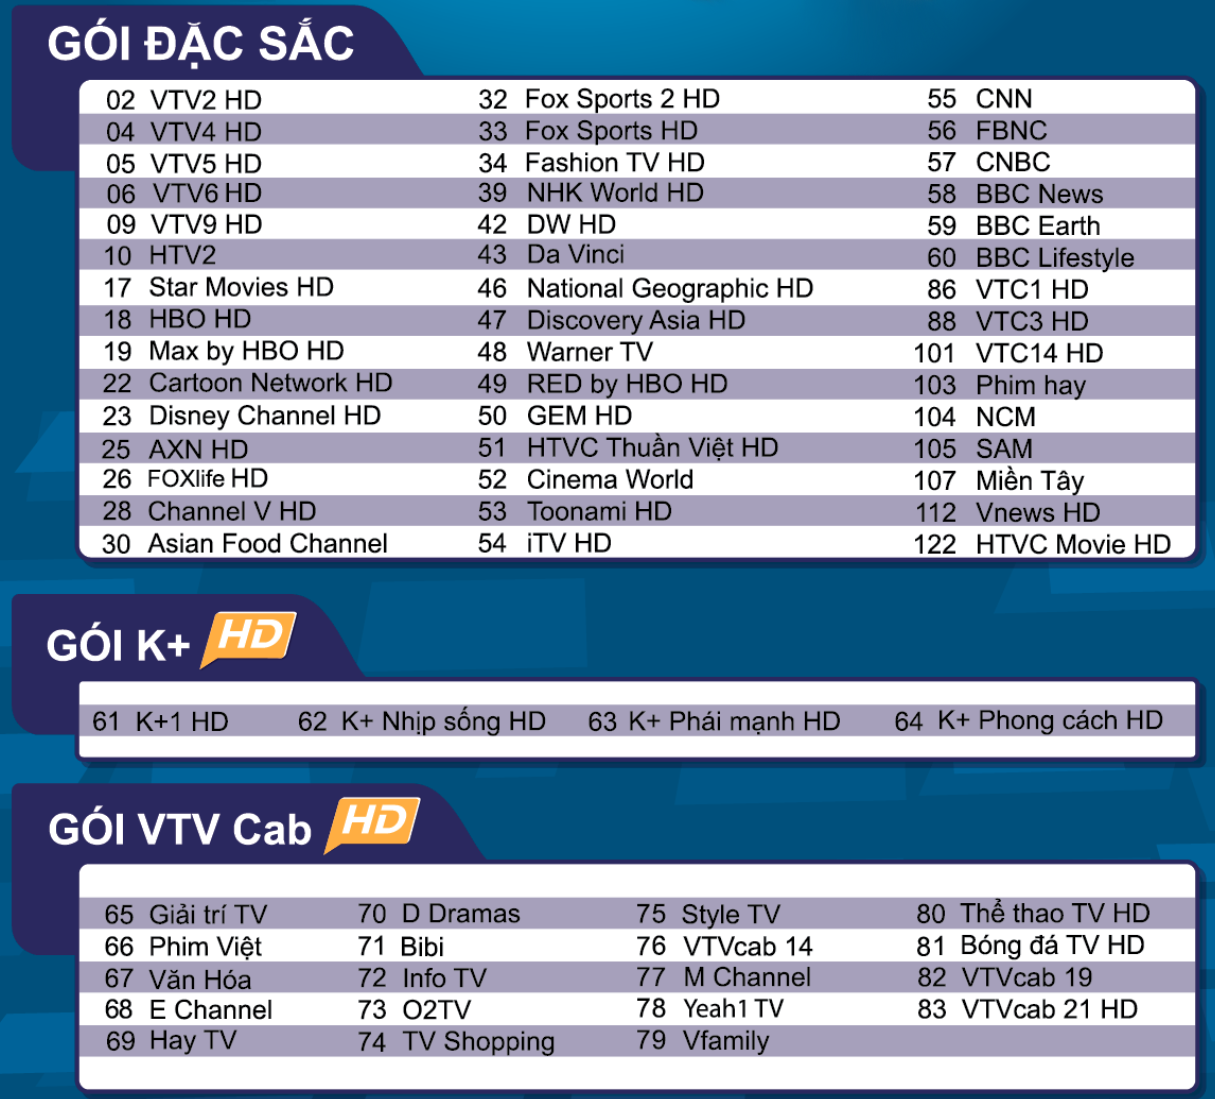 GÓI ĐẶC SẮC
02 VTV2 HD 32 Fox Sports 2 HD 55 CNN
04 VTV4 HD 33 Fox Sports HD 56 FBNC
05 VTV5 HD 34 Fashion TV HD 57 CNBC
06 VTV6 HD 39 NHK World HD 58 BBC News
09 VTV9 HD 42 DW HD 59 BBC Earth
10 HTV2 43 Da Vinci 60 BBC Lifestyle
17 Star Movies HD 46 National Geographic HD 86 VTC1 HD
18 HBO HD 47 Discovery Asia HD 88 VTC3 HD
19 Max by HBO HD 48 Warner TV 101 VTC14 HD
22 Cartoon Network HD 49 RED by HBO HD 103 Phim hay
23 Disney Channel HD 50 GEM HD 104 NCM
25 AXN HD 51 HTVC Thuần Việt HD 105 SAM
26 FOXlife HD 52 Cinema World 107 Miền Tây
28 Channel V HD 53 Toonami HD 112 Vnews HD
30 Asian Food Channel 54 iTV HD 122 HTVC Movie HD
GÓI K+ HD
61 K+1 HD 62 K+ Nhịp sống HD 63 K+ Phái mạnh HD 64 K+ Phong cách HD
GÓI VTV Cab HD
65 Giải trí TV 70 D Dramas 75 Style TV 80 Thể thao TV HD
66 Phim Việt 71 Bibi 76 VTVcab 14 81 Bóng đá TV HD
67 Văn Hóa 72 Info TV 77 M Channel 82 VTVcab 19
68 E Channel 73 O2TV 78 Yeah1 TV 83 VTVcab 21 HD
69 Hay TV 74 TV Shopping 79 Vfamily